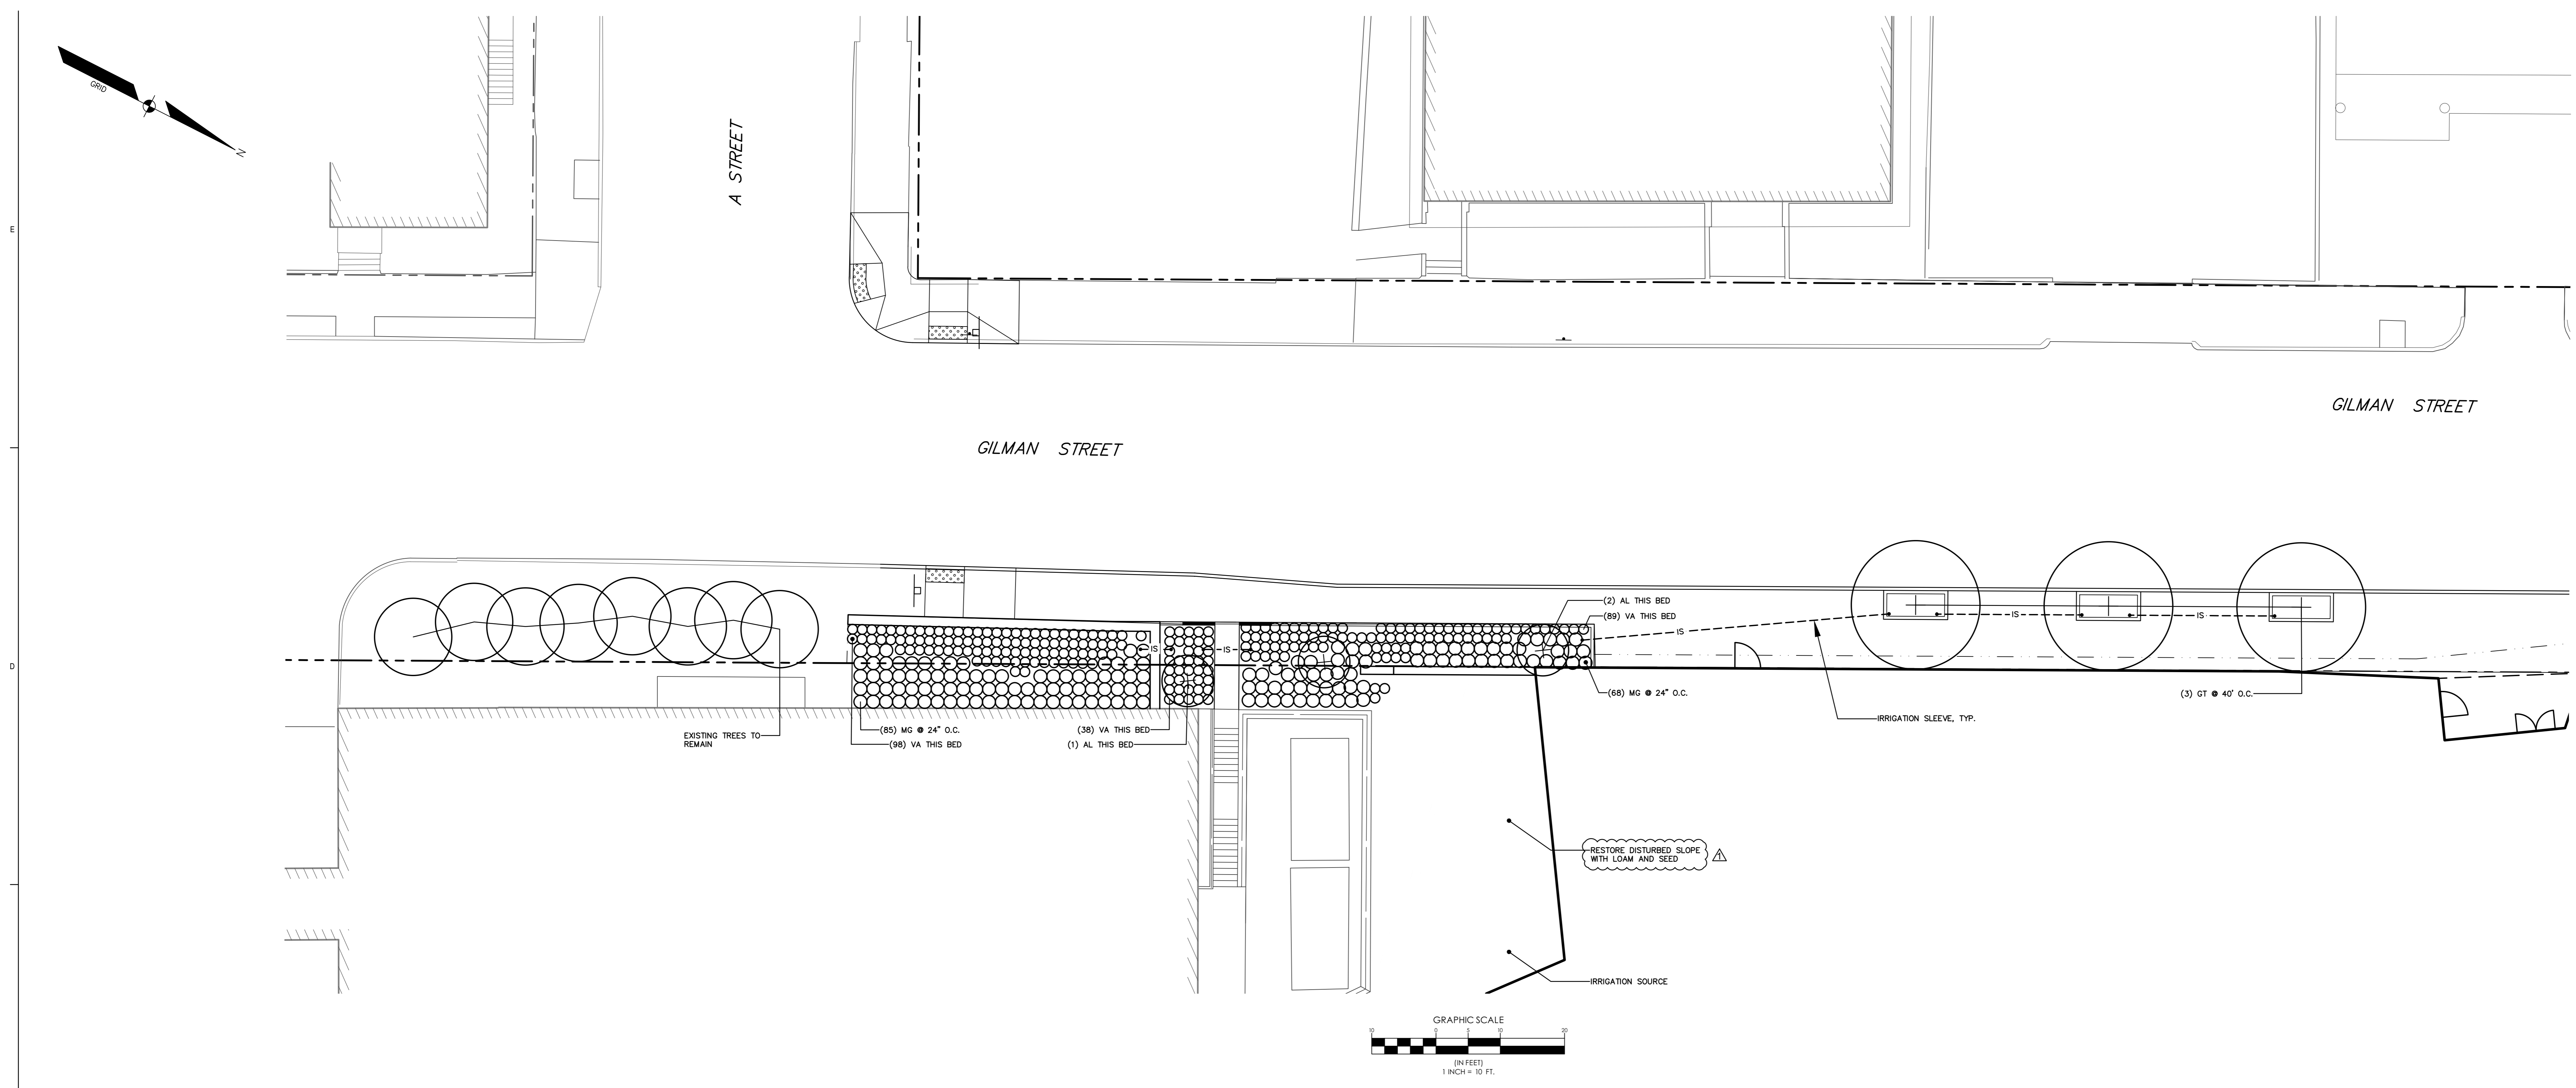 GRID
N
E
D
A STREET
GILMAN STREET
GILMAN STREET
(2) AL THIS BED
(89) VA THIS BED
IS
IS
IS
IS
IS
(68) MG @ 24" O.C.
(3) GT @ 40' O.C.
IRRIGATION SLEEVE, TYP.
EXISTING TREES TO
REMAIN
(85) MG @ 24" O.C.
(98) VA THIS BED
(38) VA THIS BED
(1) AL THIS BED
RESTORE DISTURBED SLOPE
WITH LOAM AND SEED
1
IRRIGATION SOURCE
GRAPHIC SCALE
10 0 5 10 20
(IN FEET)
1 INCH = 10 FT.